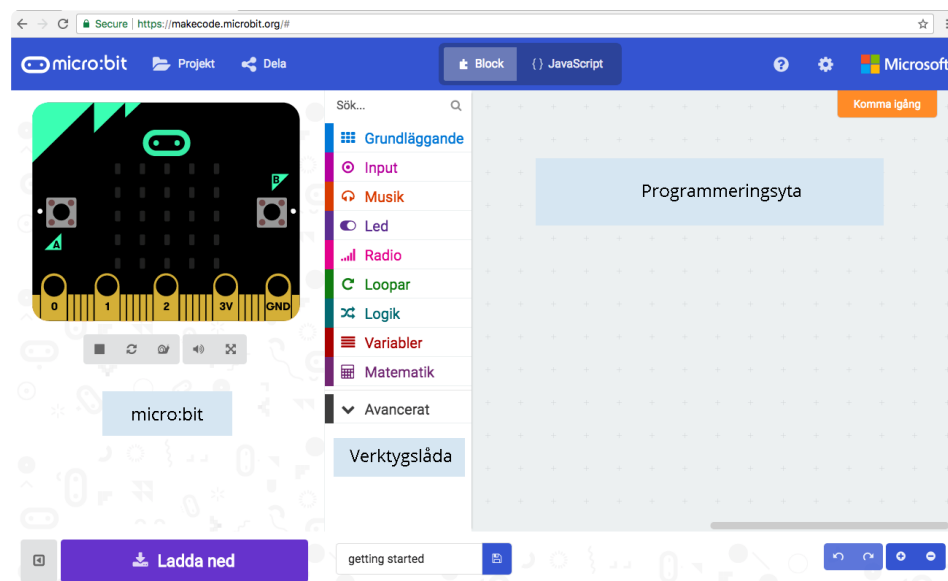 Secure | https://makecode.microbit.org/#
micro:bit Projekt Dela Block {} JavaScript ? Microsoft
Sök...
Komma igång
Grundläggande
Input
Musik
Led
Radio
Loopar
Logik
Variabler
Matematik
Avancerat
Verktygslåda
Programmeringsyta
A
B
0 1 2 3V GND
micro:bit
Ladda ned
getting started